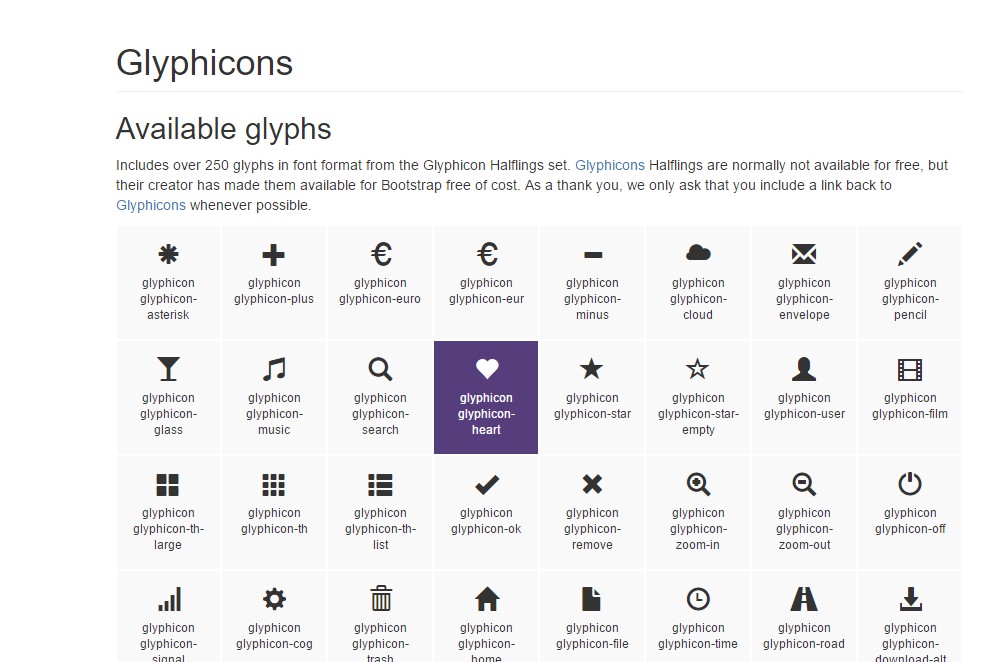 Glyphicons
Available glyphs
Includes over 250 glyphs in font format from the Glyphicon Halflings set. Glyphicons Halflings are normally not available for free, but
their creator has made them available for Bootstrap free of cost. As a thank you, we only ask that you include a link back to
Glyphicons whenever possible.
glyphicon
glyphicon-
asterisk
glyphicon
glyphicon-plus
glyphicon
glyphicon-euro
glyphicon
glyphicon-eur
glyphicon
glyphicon-
minus
glyphicon
glyphicon-
cloud
glyphicon
glyphicon-
envelope
glyphicon
glyphicon-
pencil
glyphicon
glyphicon-
glass
glyphicon
glyphicon-
music
glyphicon
glyphicon-
search
glyphicon
glyphicon-
heart
glyphicon
glyphicon-star
glyphicon
glyphicon-star-
empty
glyphicon
glyphicon-user
glyphicon
glyphicon-film
glyphicon
glyphicon-th-
large
glyphicon
glyphicon-th
glyphicon
glyphicon-th-
list
glyphicon
glyphicon-ok
glyphicon
glyphicon-
remove
glyphicon
glyphicon-
zoom-in
glyphicon
glyphicon-
zoom-out
glyphicon
glyphicon-off
glyphicon
glyphicon-
signal
glyphicon
glyphicon-cog
glyphicon
glyphicon-
trash
glyphicon
glyphicon-
home
glyphicon
glyphicon-file
glyphicon
glyphicon-time
glyphicon
glyphicon-road
glyphicon
glyphicon-
download-alt